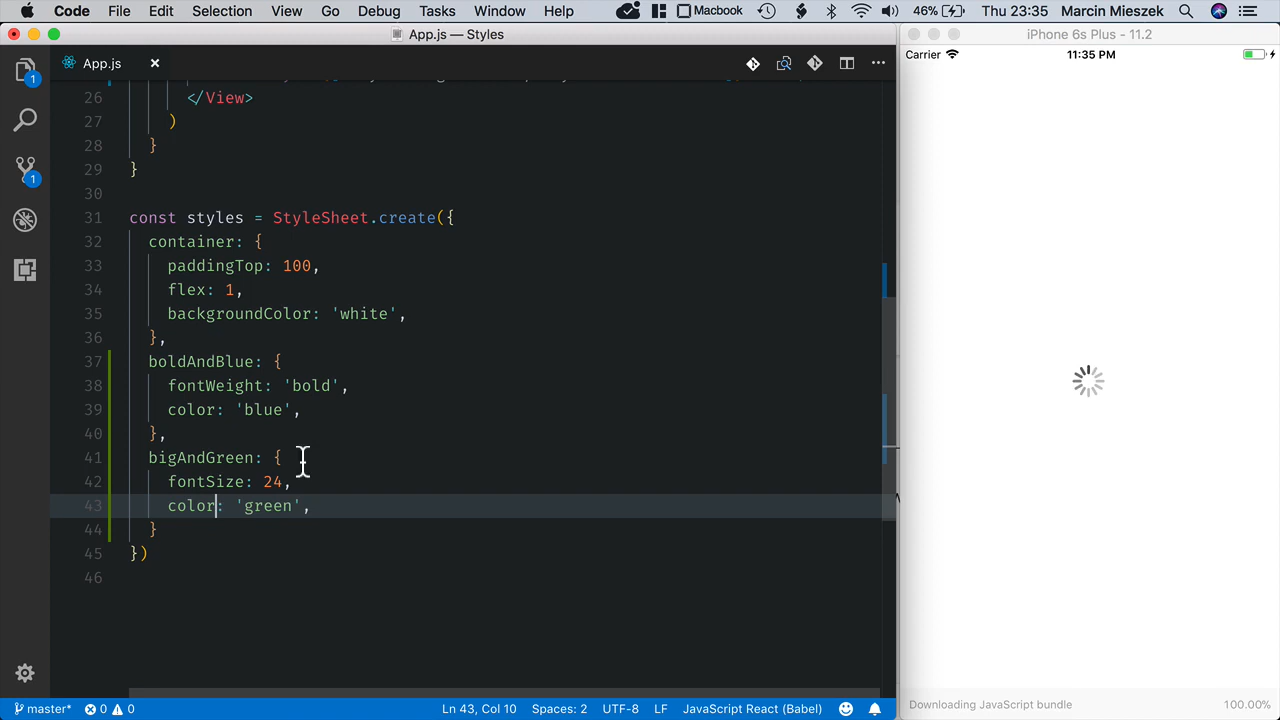 Code File Edit Selection View Go Debug Tasks Window Help Macbook 46% Thu 23:35 Marcin Mieszek
App.js — Styles
iPhone 6s Plus - 11.2
App.js
Carrier 11:35 PM
1
1
26 </View>
27 )
28 }
29 }
30
31 const styles = StyleSheet.create({
32 container: {
33 paddingTop: 100,
34 flex: 1,
35 backgroundColor: 'white',
36 },
37 boldAndBlue: {
38 fontWeight: 'bold',
39 color: 'blue',
40 },
41 bigAndGreen: {
42 fontSize: 24,
43 color: 'green',
44 }
45 })
46
master* 0 0 Ln 43, Col 10 Spaces: 2 UTF-8 LF JavaScript React (Babel)
Downloading JavaScript bundle 100.00%